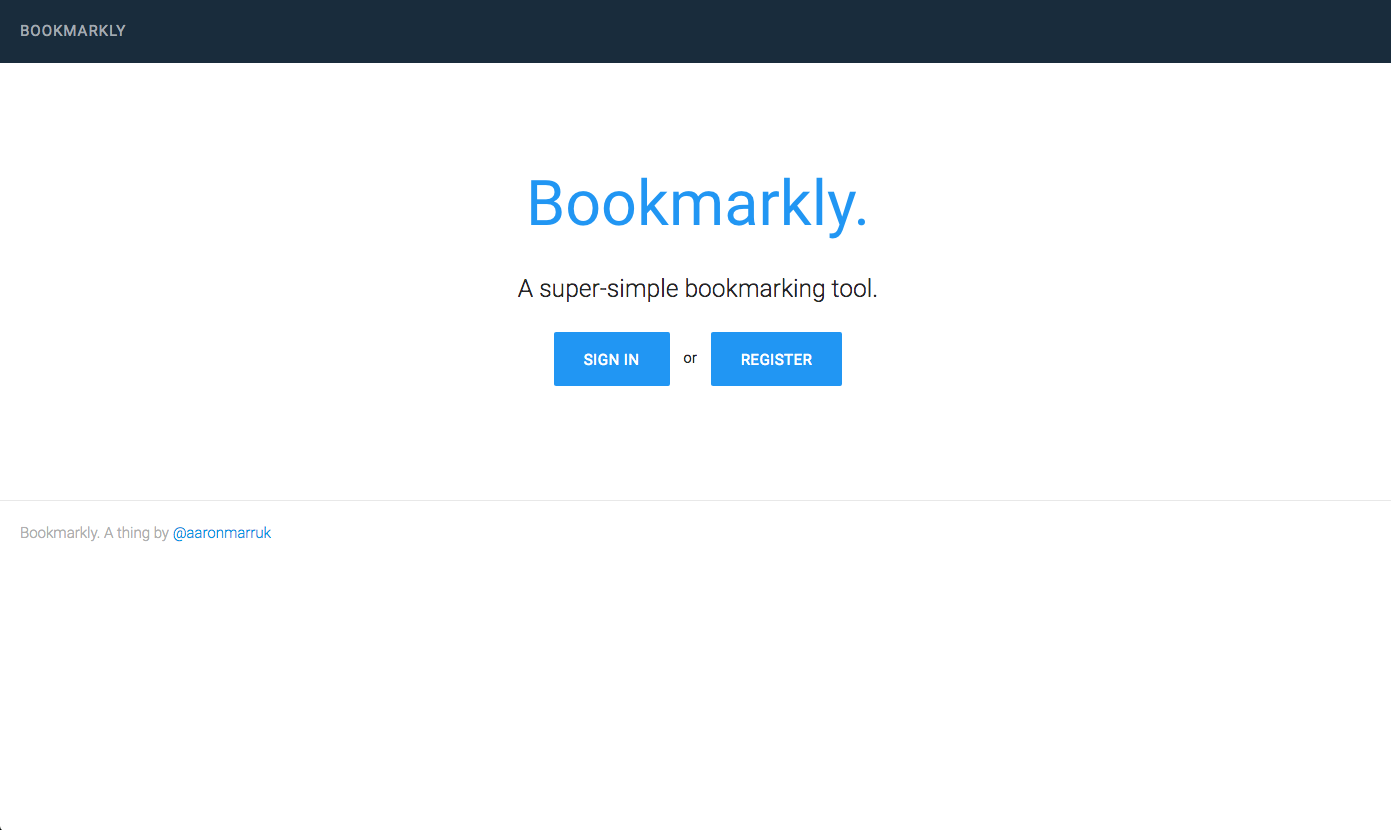 BOOKMARKLY
Bookmarkly.
A super-simple bookmarking tool.
SIGN IN or REGISTER
Bookmarkly. A thing by @aaronmarruk